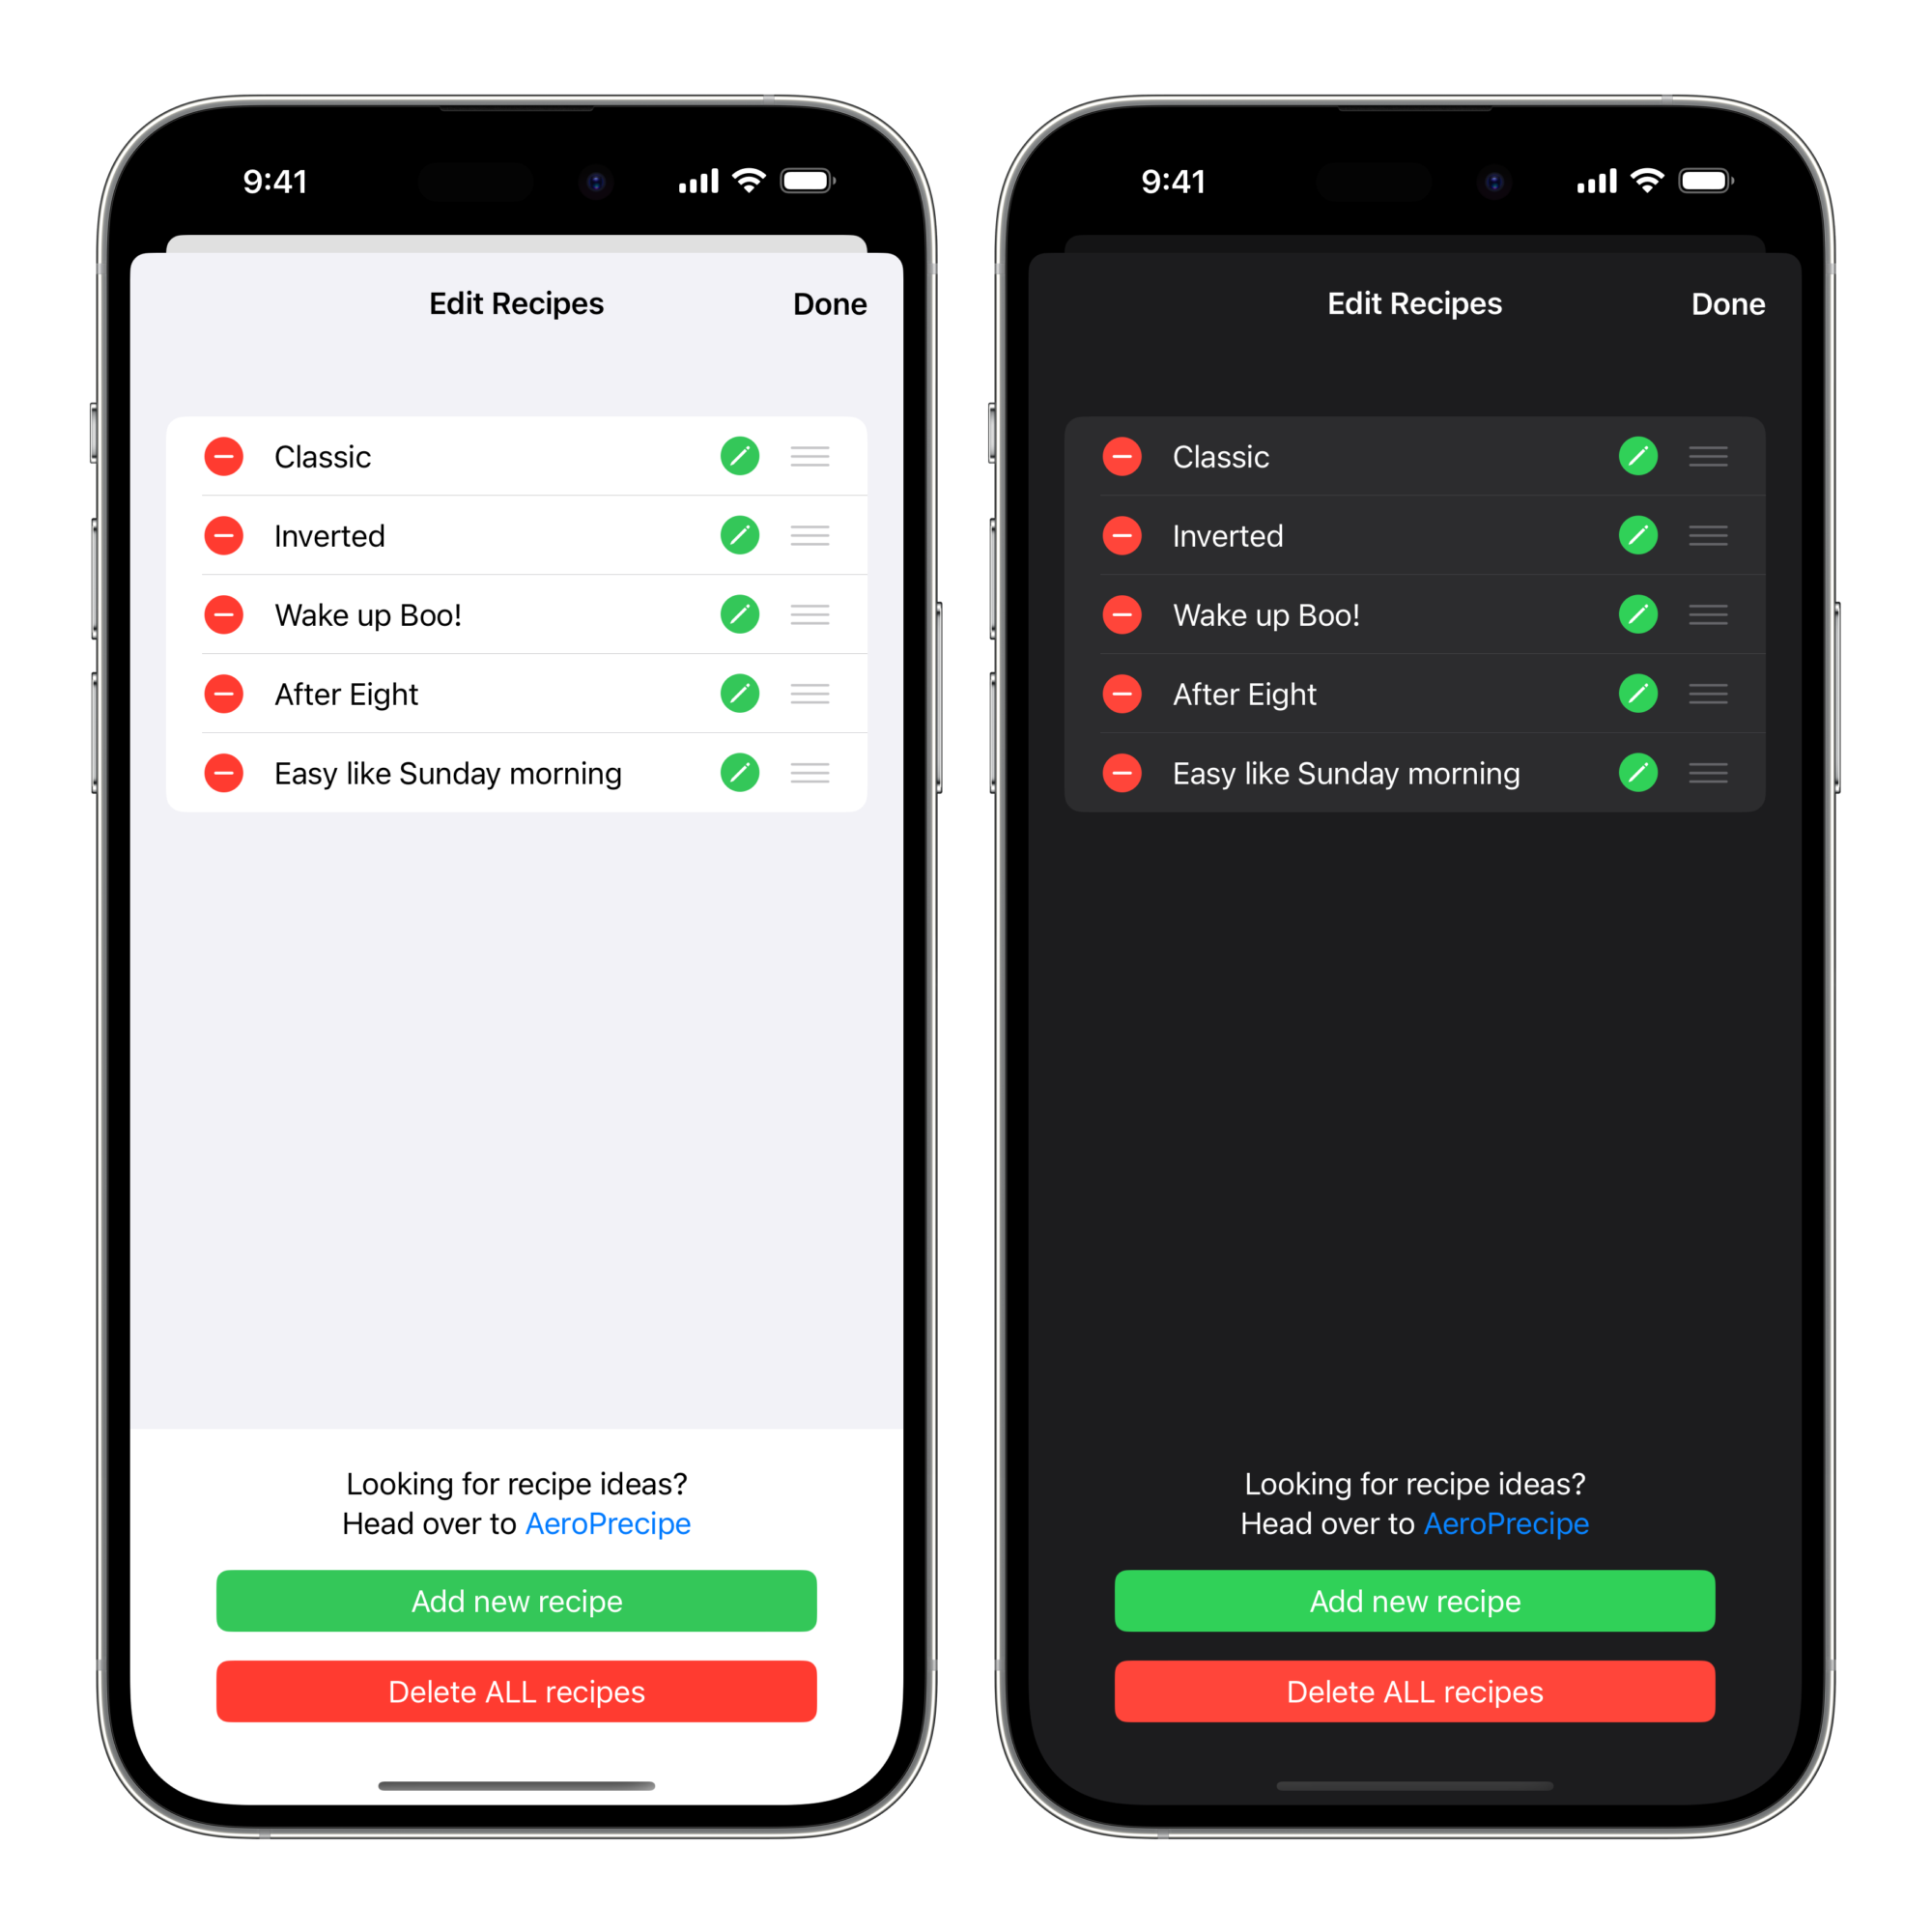 9:41
Edit Recipes
Done
Classic
Inverted
Wake up Boo!
After Eight
Easy like Sunday morning
Looking for recipe ideas?
Head over to AeroPrecipe
Add new recipe
Delete ALL recipes
9:41
Edit Recipes
Done
Classic
Inverted
Wake up Boo!
After Eight
Easy like Sunday morning
Looking for recipe ideas?
Head over to AeroPrecipe
Add new recipe
Delete ALL recipes